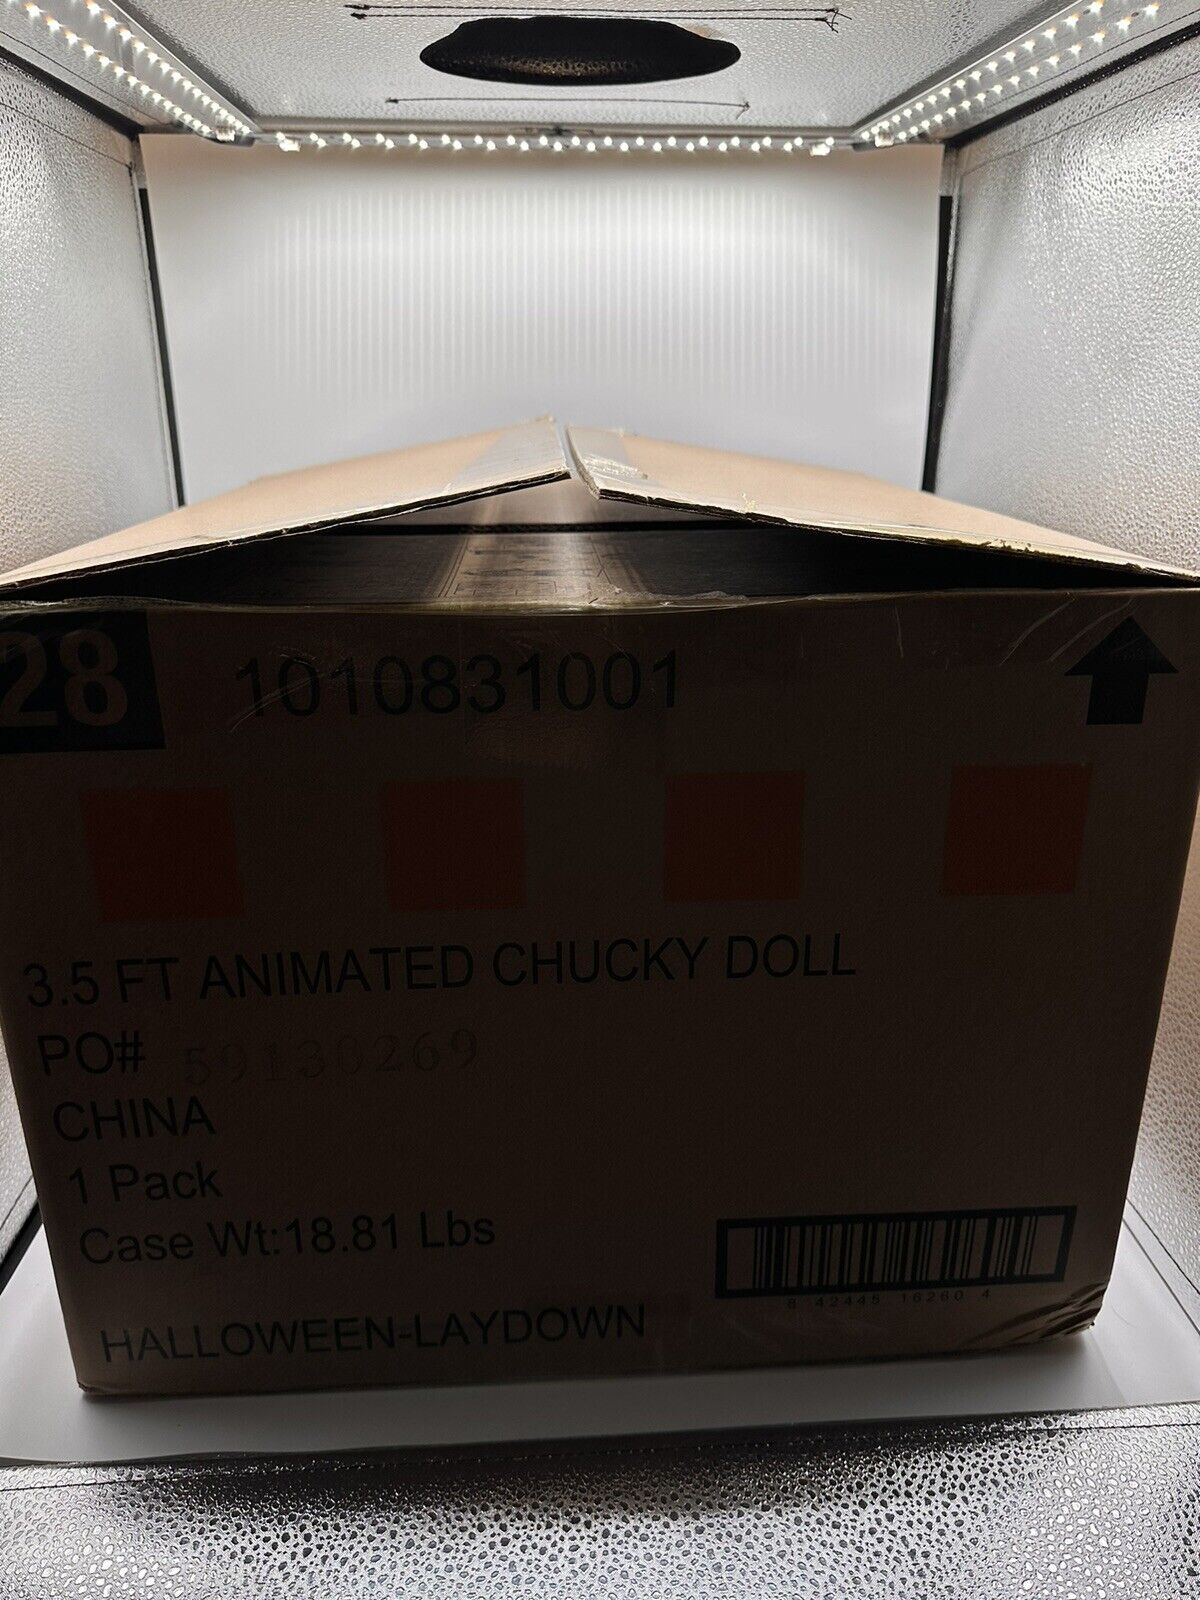 28
1010831001
3.5 FT ANIMATED CHUCKY DOLL
PO# 59130269
CHINA
1 Pack
Case Wt:18.81 Lbs
HALLOWEEN-LAYDOWN
8 42445 16260 4